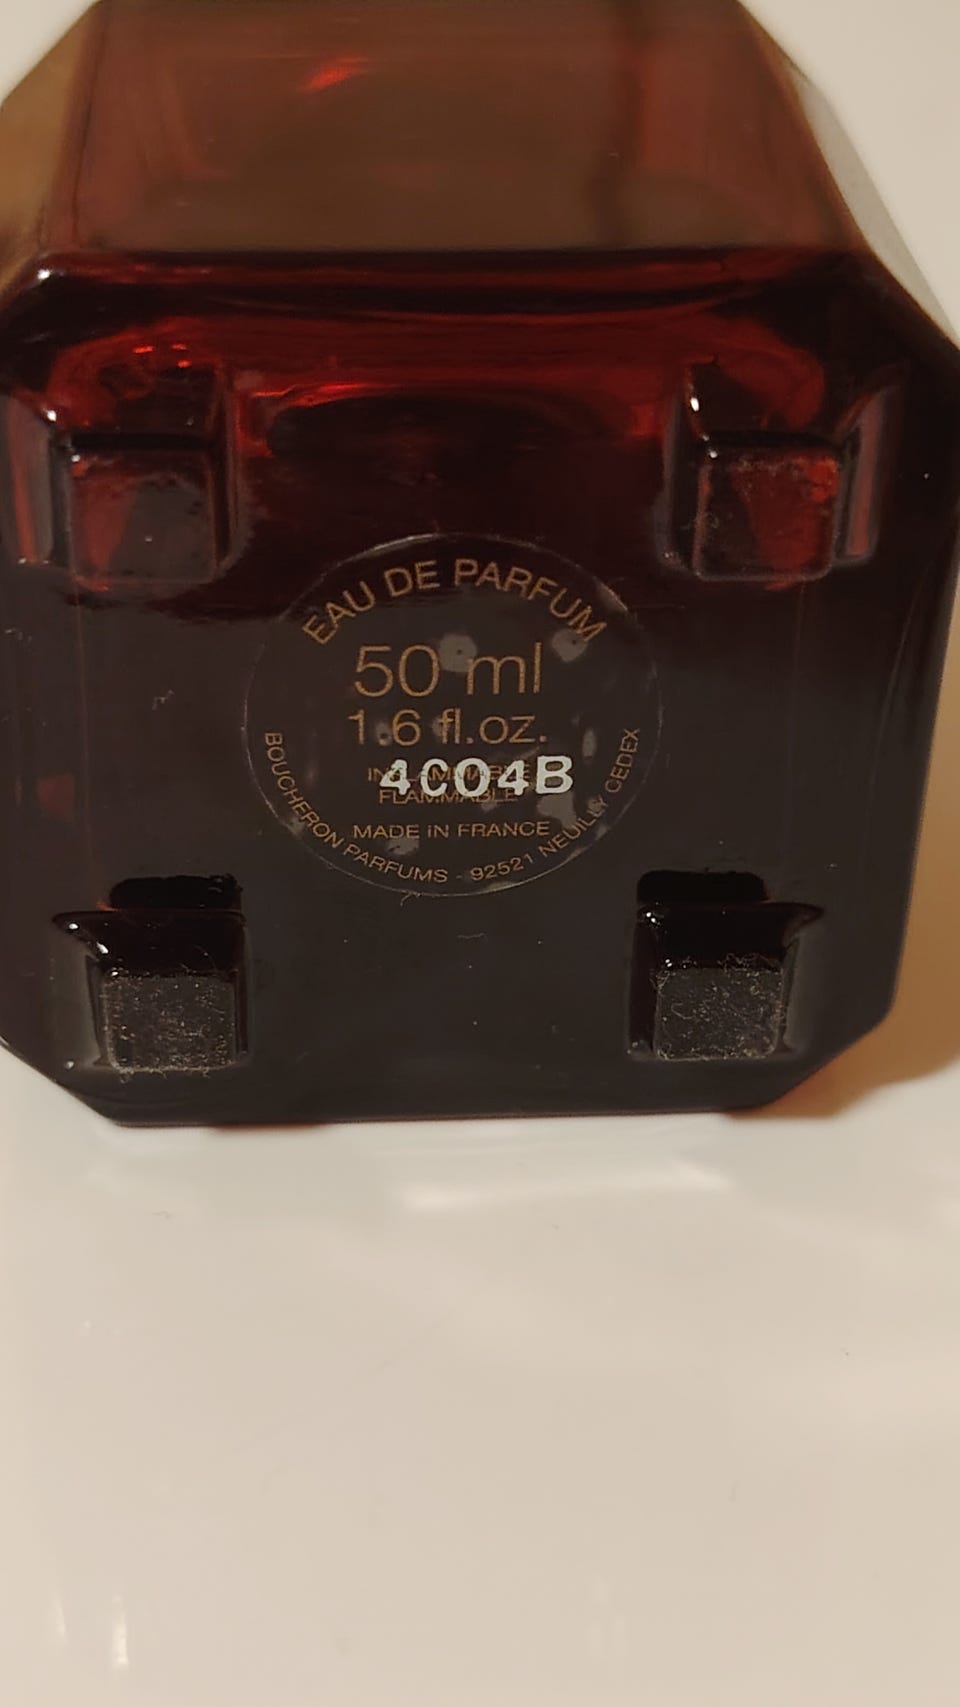 EAU DE PARFUM
50 ml
1.6 fl.oz.
INFLAMMABLE
4C04B
FLAMMABLE
MADE IN FRANCE
BOUCHERON PARFUMS - 92521 NEUILLY CEDEX